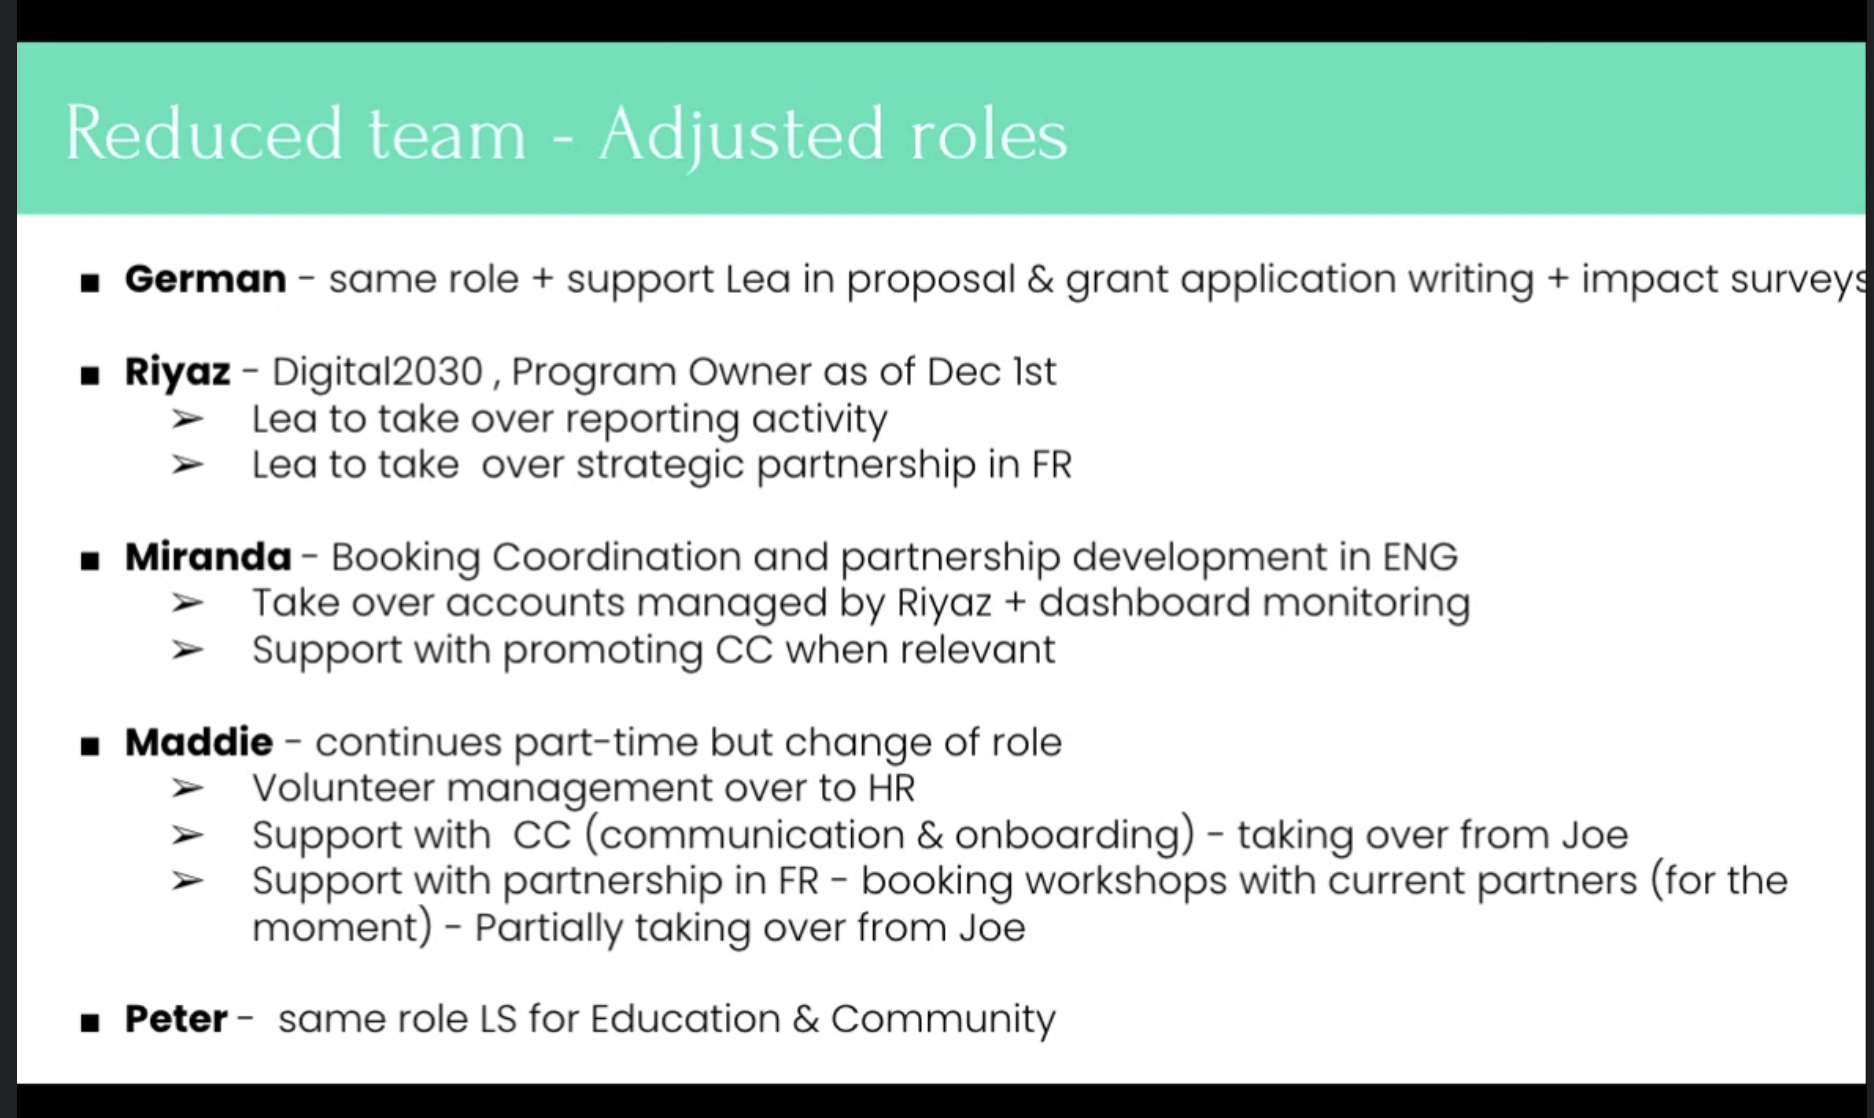 Reduced team - Adjusted roles
▪ German - same role + support Lea in proposal & grant application writing + impact surveys
▪ Riyaz - Digital2030 , Program Owner as of Dec 1st
➢ Lea to take over reporting activity
➢ Lea to take  over strategic partnership in FR
▪ Miranda - Booking Coordination and partnership development in ENG
➢ Take over accounts managed by Riyaz + dashboard monitoring
➢ Support with promoting CC when relevant
▪ Maddie - continues part-time but change of role
➢ Volunteer management over to HR
➢ Support with  CC (communication & onboarding) - taking over from Joe
➢ Support with partnership in FR - booking workshops with current partners (for the
moment) - Partially taking over from Joe
▪ Peter -  same role LS for Education & Community